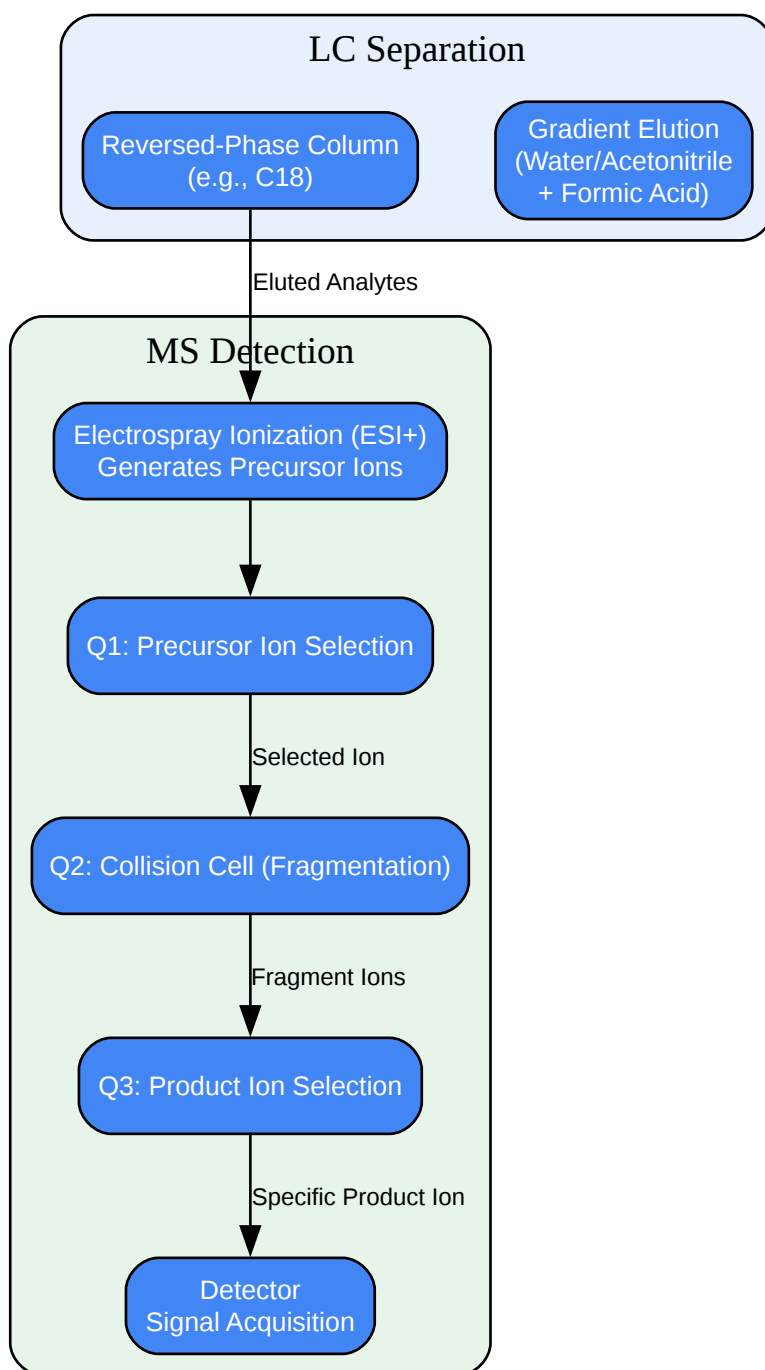 LC Separation
Reversed-Phase Column
(e.g., C18)
Gradient Elution
(Water/Acetonitrile
+ Formic Acid)
Eluted Analytes
MS Detection
Electrospray Ionization (ESI+)
Generates Precursor Ions
Q1: Precursor Ion Selection
Selected Ion
Q2: Collision Cell (Fragmentation)
Fragment Ions
Q3: Product Ion Selection
Specific Product Ion
Detector
Signal Acquisition